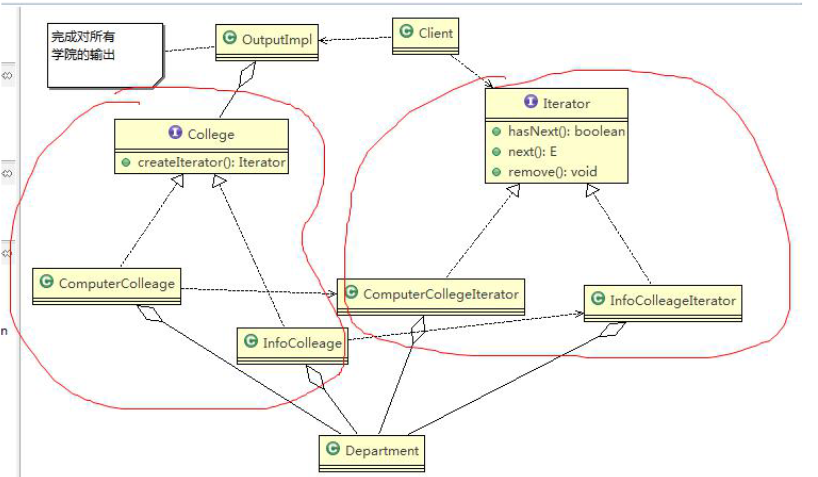 完成对所有
学院的输出
C OutputImpl
C Client
I College
createIterator(): Iterator
I Iterator
hasNext(): boolean
next(): E
remove(): void
C ComputerColleage
C ComputerCollegeIterator
C InfoColleageIterator
C InfoColleage
n
C Department